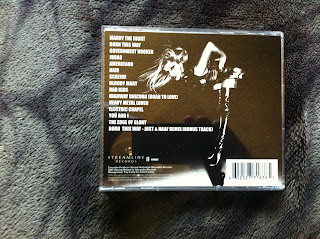 MARRY THE NIGHT
BORN THIS WAY
GOVERNMENT HOOKER
JUDAS
AMERICANO
HAIR
SCHEIßE
BLOODY MARY
BAD KIDS
HIGHWAY UNICORN (ROAD TO LOVE)
HEAVY METAL LOVER
ELECTRIC CHAPEL
YOU AND I
THE EDGE OF GLORY
BORN THIS WAY - JOST & NAAF REMIX (BONUS TRACK)
STREAMLINE
RECORDS